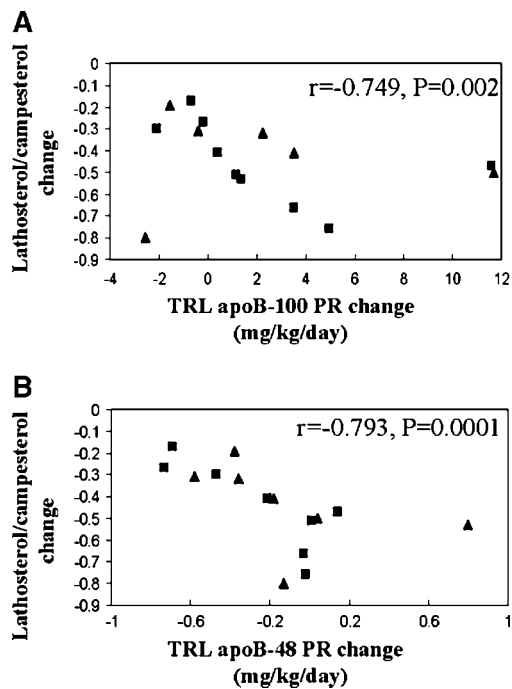 A
Lathosterol/campesterol
change
0
-0.1
-0.2
-0.3
-0.4
-0.5
-0.6
-0.7
-0.8
-0.9
r=-0.749, P=0.002
-4 -2 0 2 4 6 8 10 12
TRL apoB-100 PR change
(mg/kg/day)
B
Lathosterol/campesterol
change
0
-0.1
-0.2
-0.3
-0.4
-0.5
-0.6
-0.7
-0.8
-0.9
r=-0.793, P=0.0001
-1 -0.6 -0.2 0.2 0.6 1
TRL apoB-48 PR change
(mg/kg/day)